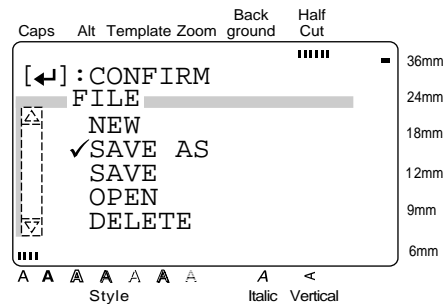 Back Half
Caps Alt Template Zoom ground Cut
[↵]:CONFIRM
36mm
FILE
24mm
NEW
18mm
✓SAVE AS
SAVE
12mm
OPEN
9mm
DELETE
6mm
A A A A A A A A <
Style Italic Vertical